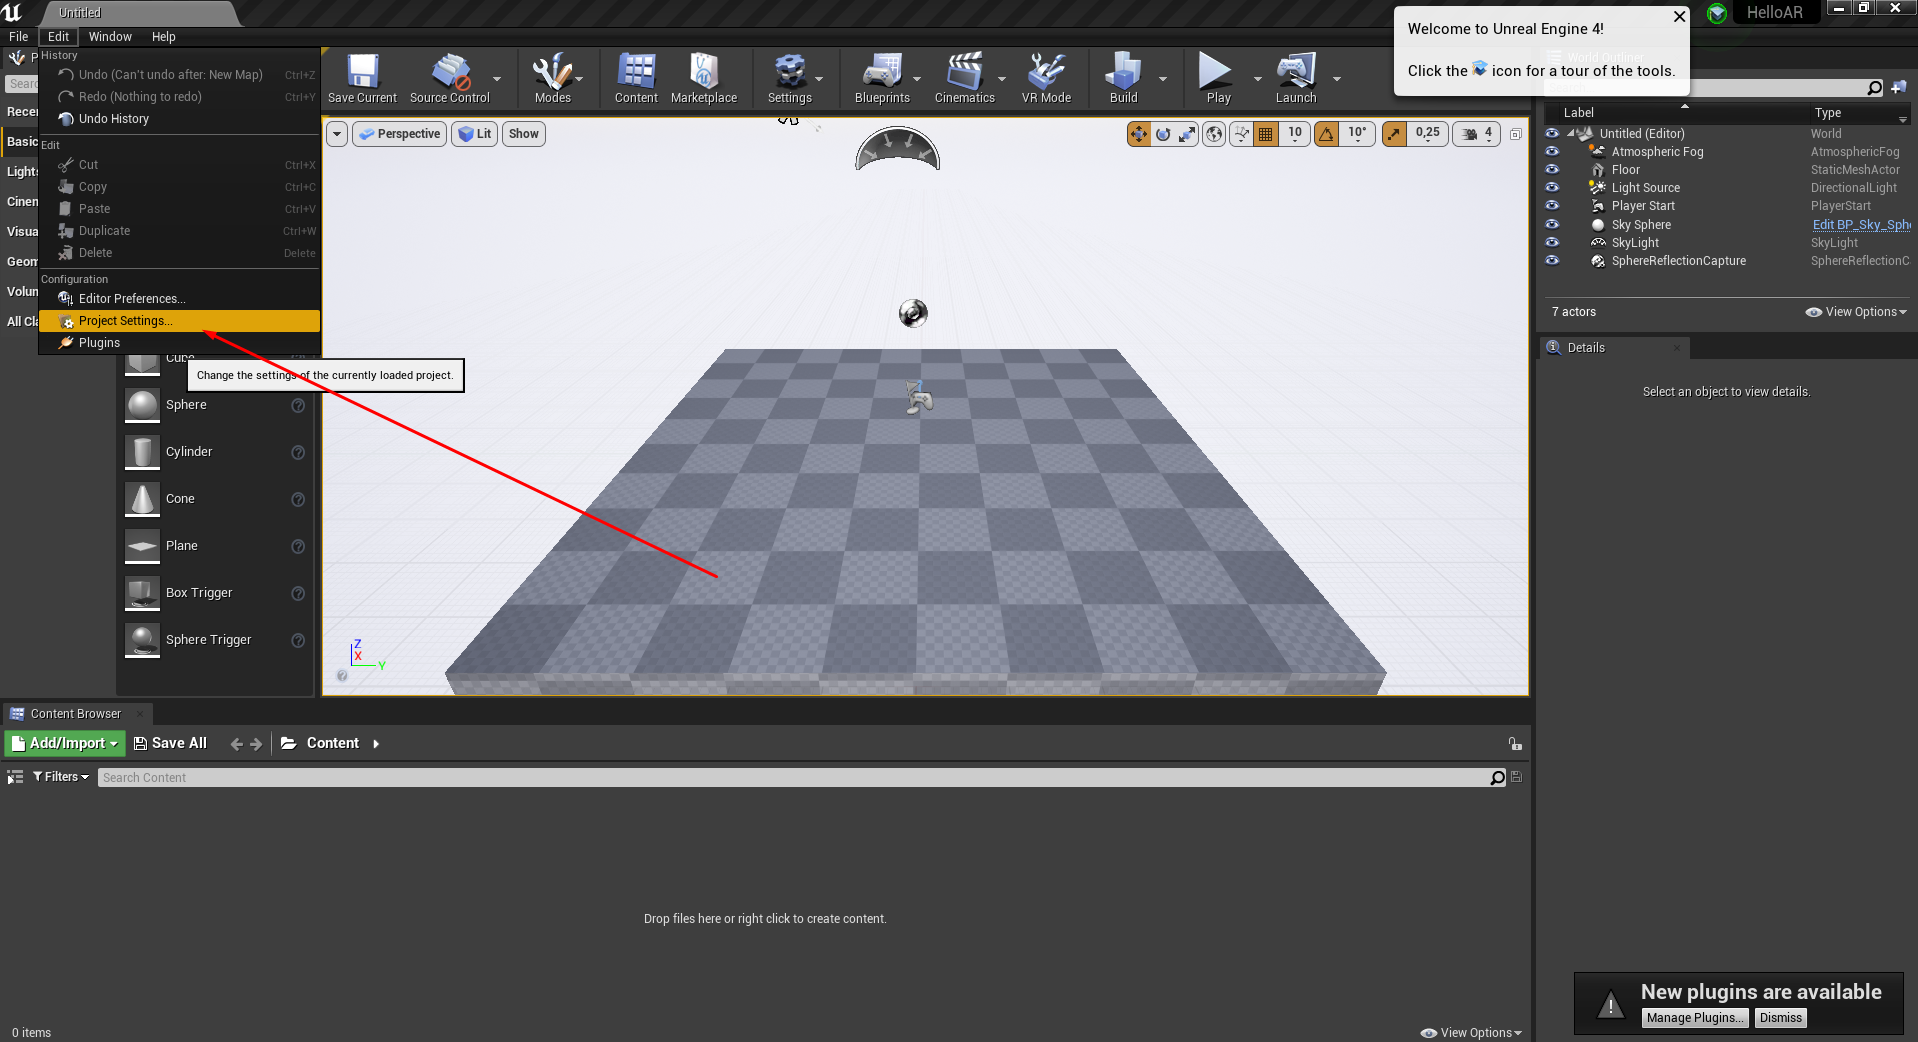 Untitled
HelloAR
File Edit Window Help
Welcome to Unreal Engine 4!
Click the icon for a tour of the tools.
History
Undo (Can't undo after: New Map) Ctrl+Z
Redo (Nothing to redo) Ctrl+Y
Undo History
Edit
Cut Ctrl+X
Copy Ctrl+C
Paste Ctrl+V
Duplicate Ctrl+W
Delete Delete
Configuration
Editor Preferences...
Project Settings...
Plugins
Change the settings of the currently loaded project.
Sear
Recen
Basic
Lights
Cinem
Visua
Geom
Volun
All Cla
Cube
Sphere
Cylinder
Cone
Plane
Box Trigger
Sphere Trigger
Save Current
Source Control
Modes
Content
Marketplace
Settings
Blueprints
Cinematics
VR Mode
Build
Play
Launch
Perspective
Lit
Show
10
10°
0,25
4
Z
X
Y
World Outliner
Label Type
Untitled (Editor) World
Atmospheric Fog AtmosphericFog
Floor StaticMeshActor
Light Source DirectionalLight
Player Start PlayerStart
Sky Sphere Edit BP_Sky_Sph
SkyLight SkyLight
SphereReflectionCapture SphereReflectionC
7 actors View Options
Details
Select an object to view details.
Content Browser
Add/Import Save All Content
Filters Search Content
Drop files here or right click to create content.
0 items View Options
New plugins are available
Manage Plugins... Dismiss